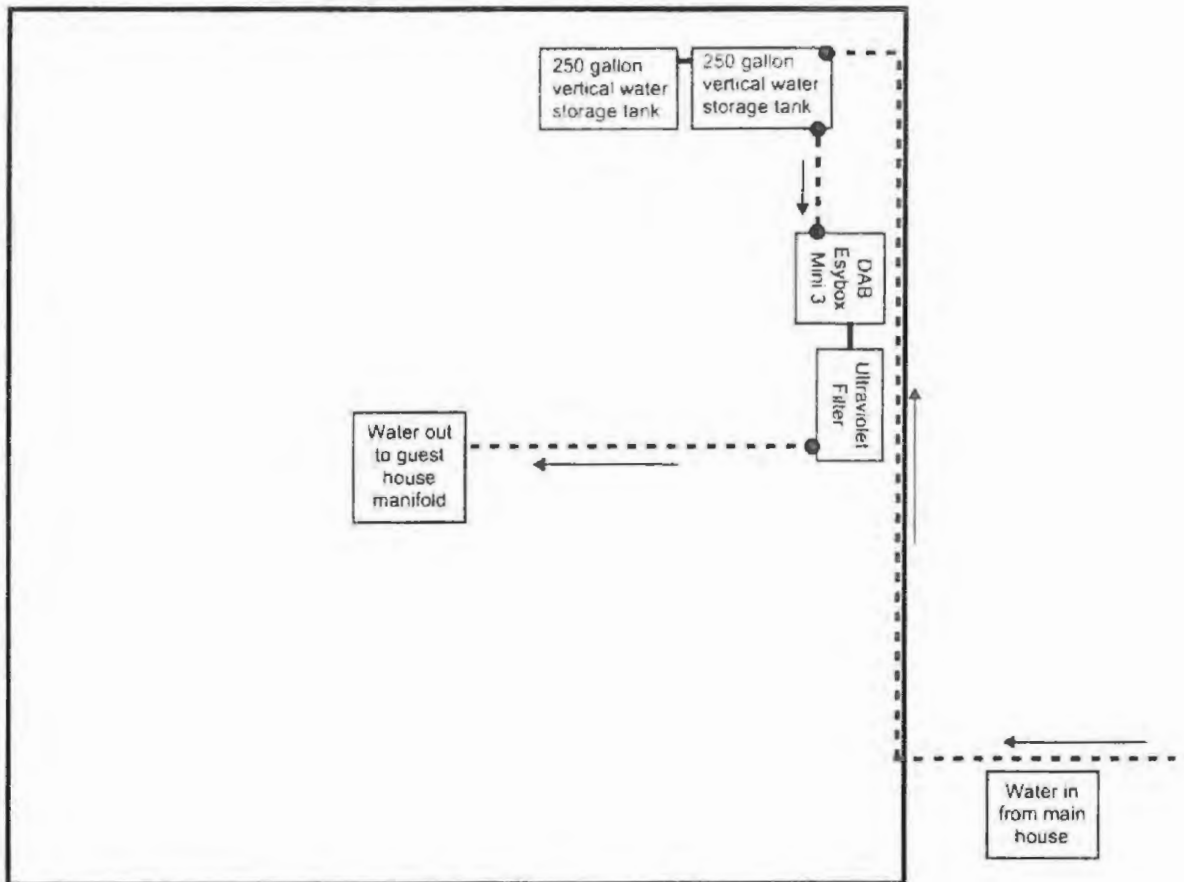 250 gallon
vertical water
storage tank
250 gallon
vertical water
storage tank
DAB
Esybox
Mini 3
Ultraviolet
Filter
Water out
to guest
house
manifold
Water in
from main
house